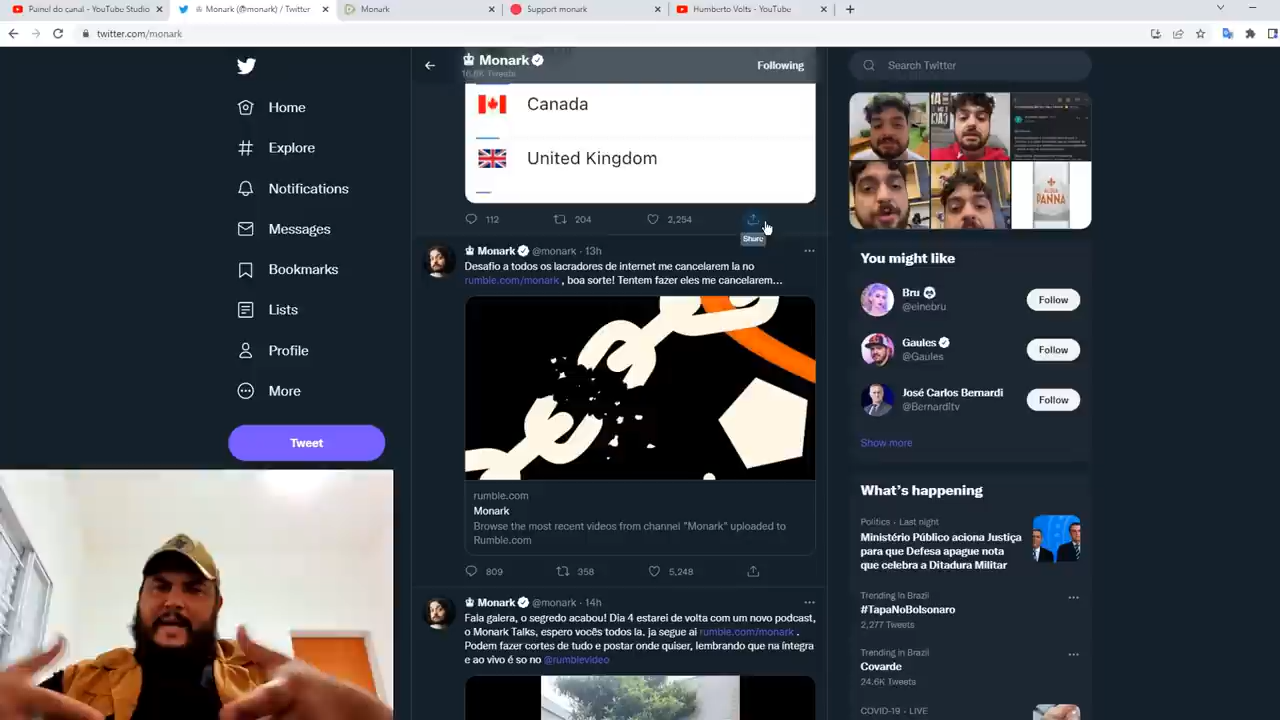 Painel do canal - YouTube Studio
Monark (@monark) / Twitter
Monark
Support monark
Humberto Volts - YouTube
twitter.com/monark
Home
Explore
Notifications
Messages
Bookmarks
Lists
Profile
More
Tweet
Monark
16.8K Tweets
Following
Canada
United Kingdom
112 204 2,254
Share
Monark @monark · 13h
Desafio a todos os lacradores de internet me cancelarem la no
rumble.com/monark , boa sorte! Tentem fazer eles me cancelarem...
rumble.com
Monark
Browse the most recent videos from channel "Monark" uploaded to
Rumble.com
809 358 5,248
Monark @monark · 14h
Fala galera, o segredo acabou! Dia 4 estarei de volta com um novo podcast,
o Monark Talks, espero vocês todos la. ja segue ai rumble.com/monark .
Podem fazer cortes de tudo e postar onde quiser, lembrando que na íntegra
e ao vivo é so no @rumblevideo
Search Twitter
ACQUA
PANNA
You might like
Bru
@einebru
Follow
Gaules
@Gaules
Follow
José Carlos Bernardi
@Bernarditv
Follow
Show more
What's happening
Politics · Last night
Ministério Público aciona Justiça
para que Defesa apague nota
que celebra a Ditadura Militar
Trending in Brazil
#TapaNoBolsonaro
2,277 Tweets
Trending in Brazil
Covarde
24.6K Tweets
COVID-19 · LIVE